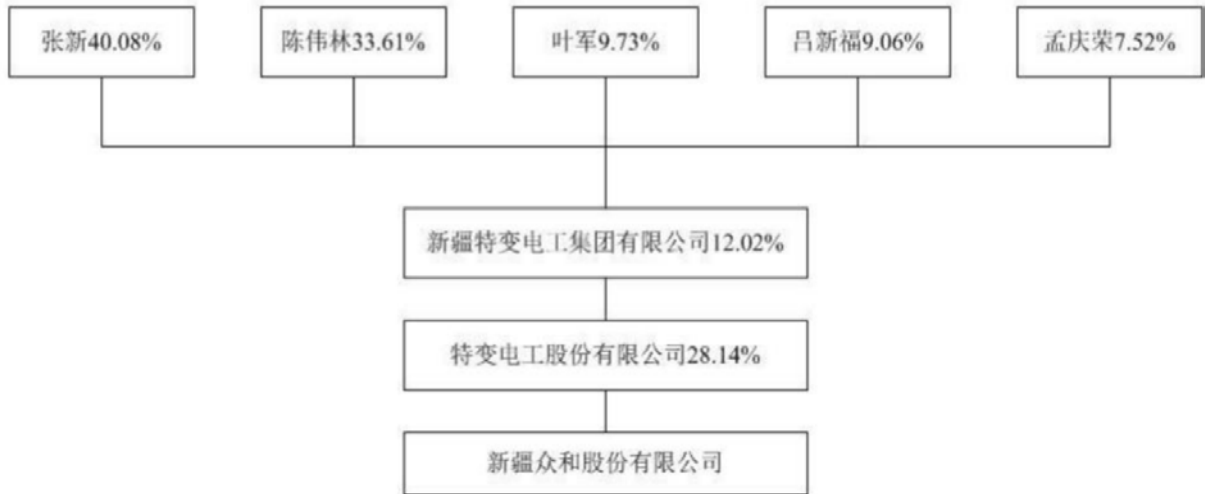 张新40.08%
陈伟林33.61%
叶军9.73%
吕新福9.06%
孟庆荣7.52%
新疆特变电工集团有限公司12.02%
特变电工股份有限公司28.14%
新疆众和股份有限公司